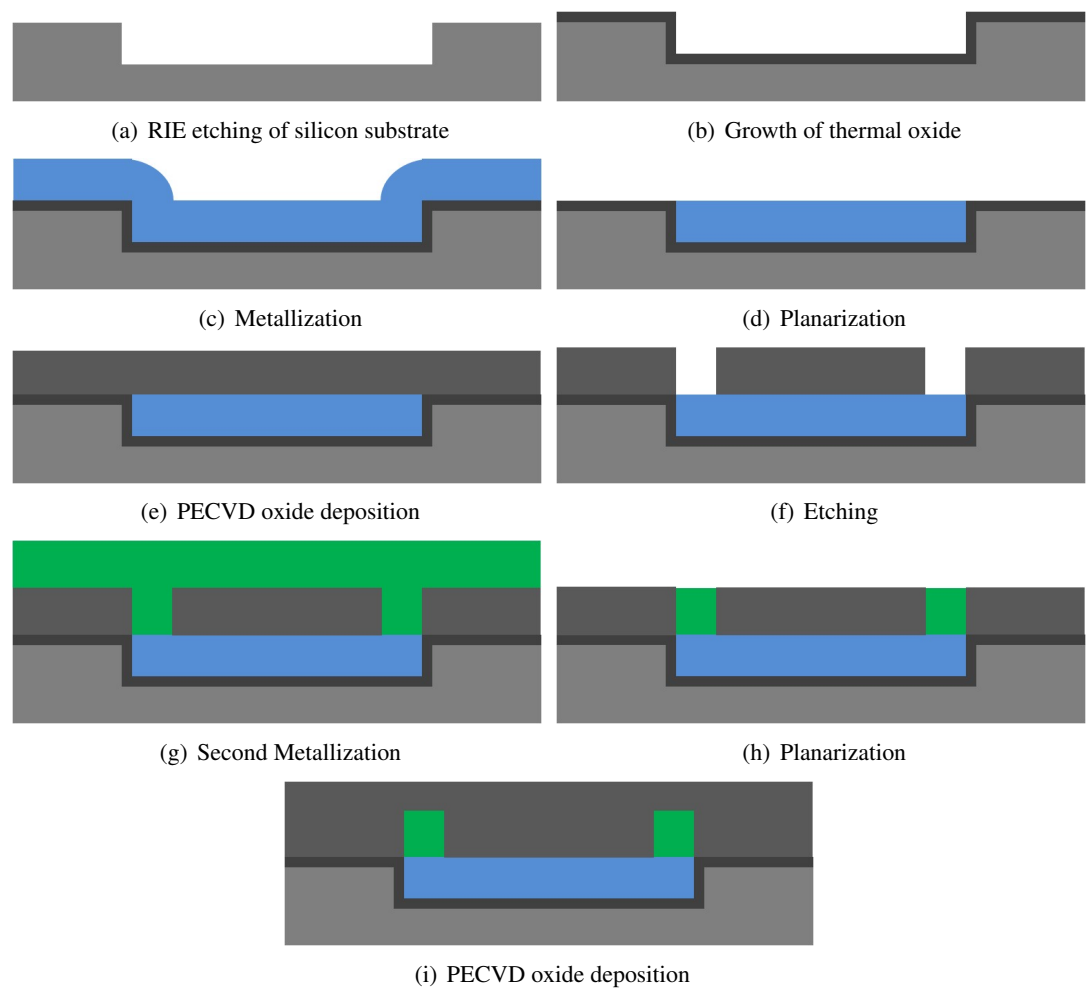 (a) RIE etching of silicon substrate
(b) Growth of thermal oxide
(c) Metallization
(d) Planarization
(e) PECVD oxide deposition
(f) Etching
(g) Second Metallization
(h) Planarization
(i) PECVD oxide deposition